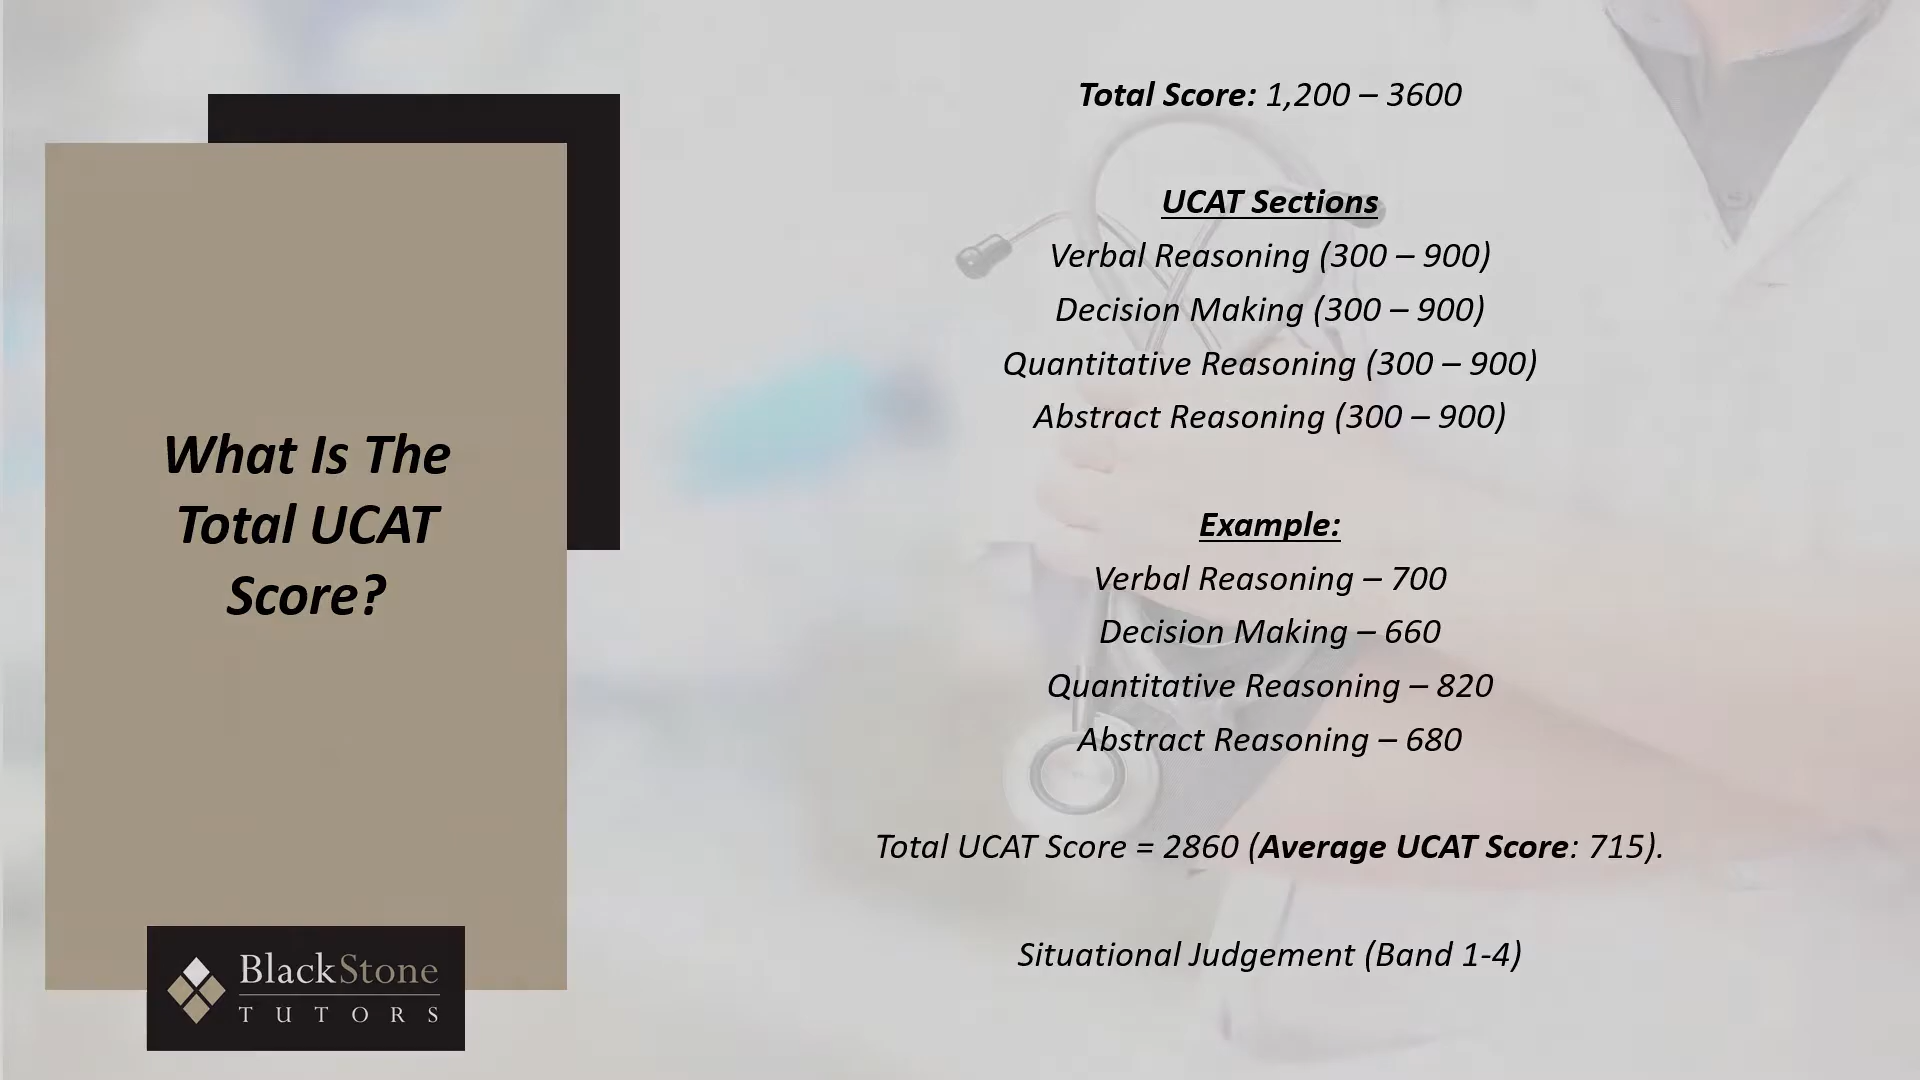 What Is The
Total UCAT
Score?
BlackStone
TUTORS
Total Score: 1,200 – 3600
UCAT Sections
Verbal Reasoning (300 – 900)
Decision Making (300 – 900)
Quantitative Reasoning (300 – 900)
Abstract Reasoning (300 – 900)
Example:
Verbal Reasoning – 700
Decision Making – 660
Quantitative Reasoning – 820
Abstract Reasoning – 680
Total UCAT Score = 2860 (Average UCAT Score: 715).
Situational Judgement (Band 1-4)